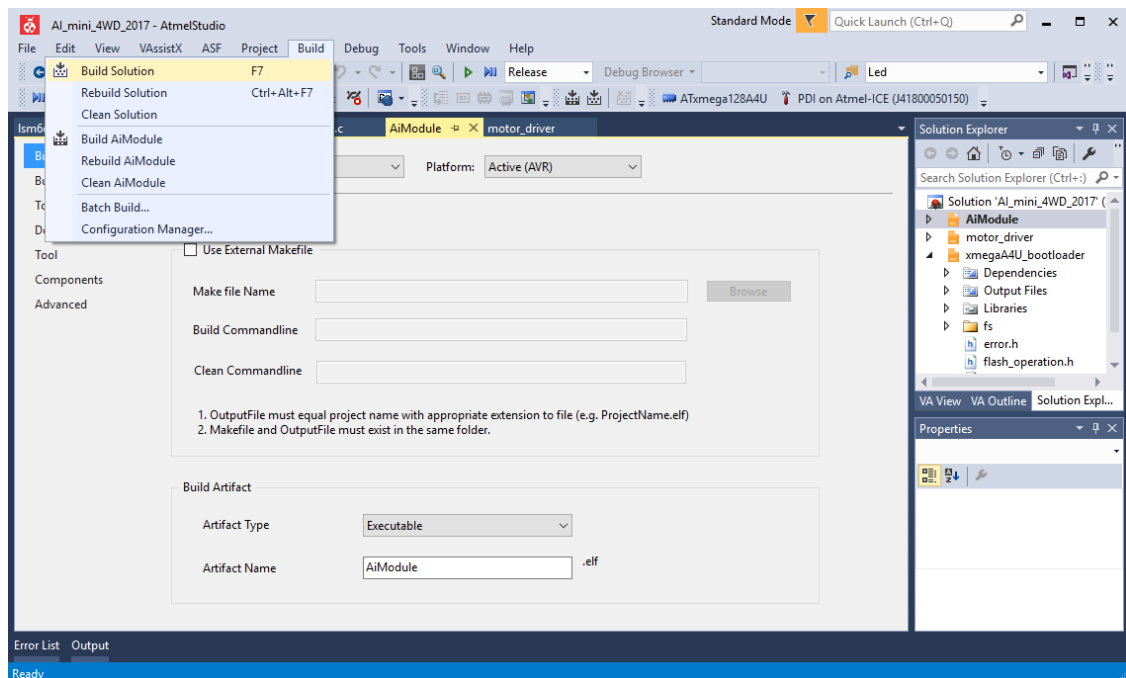 AI_mini_4WD_2017 - AtmelStudio
Standard Mode
Quick Launch (Ctrl+Q)
File Edit View VAssistX ASF Project Build Debug Tools Window Help
Build Solution F7
Rebuild Solution Ctrl+Alt+F7
Clean Solution
Build AiModule
Rebuild AiModule
Clean AiModule
Batch Build...
Configuration Manager...
Release
Debug Browser
Led
ATxmega128A4U
PDI on Atmel-ICE (J41800050150)
.c
AiModule
motor_driver
Platform: Active (AVR)
Tool
Components
Advanced
Use External Makefile
Make file Name
Browse
Build Commandline
Clean Commandline
1. OutputFile must equal project name with appropriate extension to file (e.g. ProjectName.elf)
2. Makefile and OutputFile must exist in the same folder.
Build Artifact
Artifact Type Executable
Artifact Name AiModule .elf
Solution Explorer
Search Solution Explorer (Ctrl+:)
Solution 'AI_mini_4WD_2017' (
AiModule
motor_driver
xmegaA4U_bootloader
Dependencies
Output Files
Libraries
fs
error.h
flash_operation.h
VA View VA Outline Solution Expl...
Properties
Error List Output
Ready